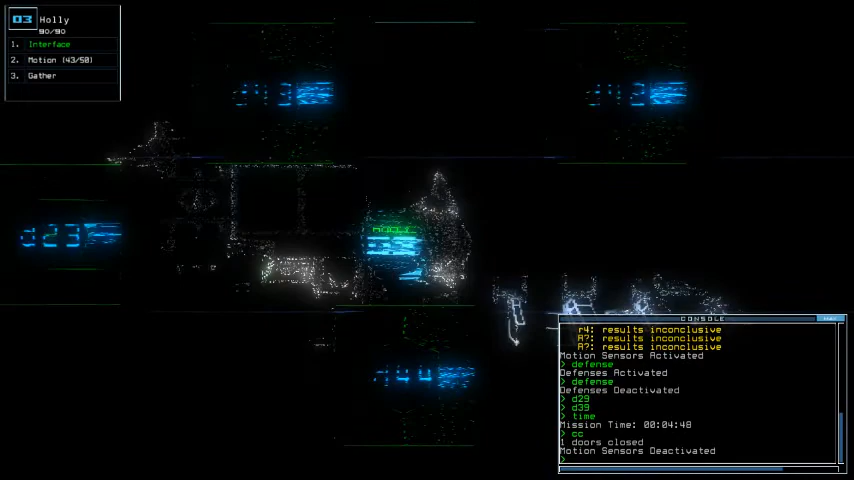 03 Holly
90/90
1. Interface
2. Motion (43/50)
3. Gather
d23
d44
CONSOLE
r4: results inconclusive
A?: results inconclusive
A?: results inconclusive
Motion Sensors Activated
> defense
Defenses Activated
> defense
Defenses Deactivated
> d29
> d39
> time
Mission Time: 00:04:48
> cc
1 doors closed
Motion Sensors Deactivated
>